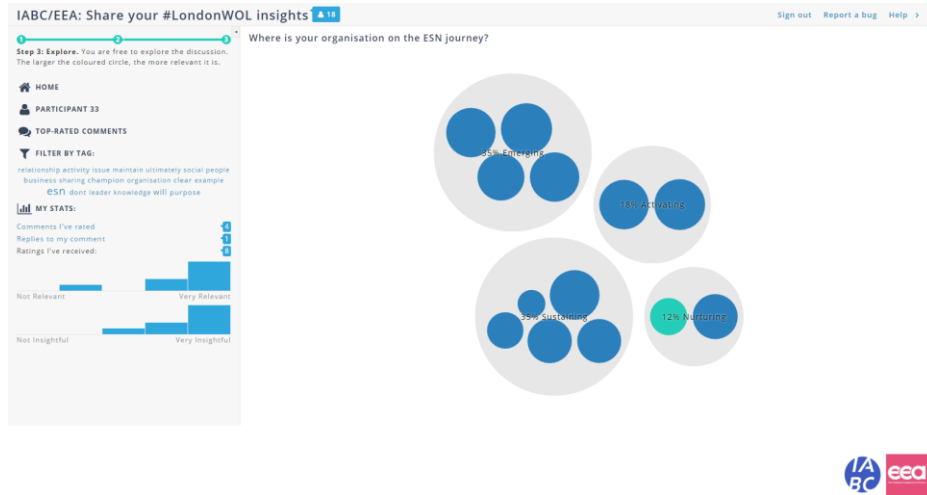 IABC/EEA: Share your #LondonWOL insights
18
Sign out Report a bug Help >
1 2 3
Step 3: Explore. You are free to explore the discussion.
The larger the coloured circle, the more relevant it is.
HOME
PARTICIPANT 33
TOP-RATED COMMENTS
FILTER BY TAG:
relationship activity issue maintain ultimately social people
business sharing champion organisation clear example
esn dont leader knowledge will purpose
MY STATS:
Comments I've rated 4
Replies to my comment 1
Ratings I've received: 8
Not Relevant Very Relevant
Not Insightful Very Insightful
Where is your organisation on the ESN journey?
35% Emerging
18% Activating
35% Sustaining
12% Nurturing
IABC
eea